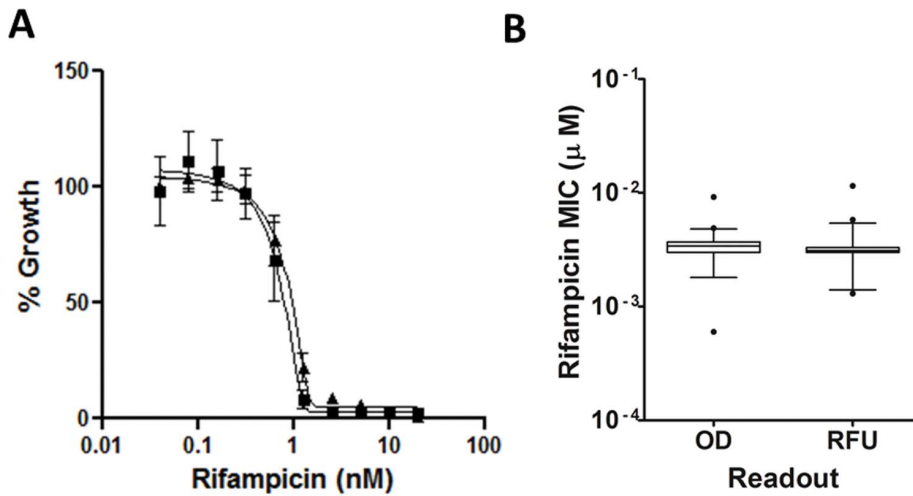 A
150
100
50
0
% Growth
0.01 0.1 1 10 100
Rifampicin (nM)
B
10⁻¹
10⁻²
10⁻³
10⁻⁴
Rifampicin MIC (μ M)
OD RFU
Readout